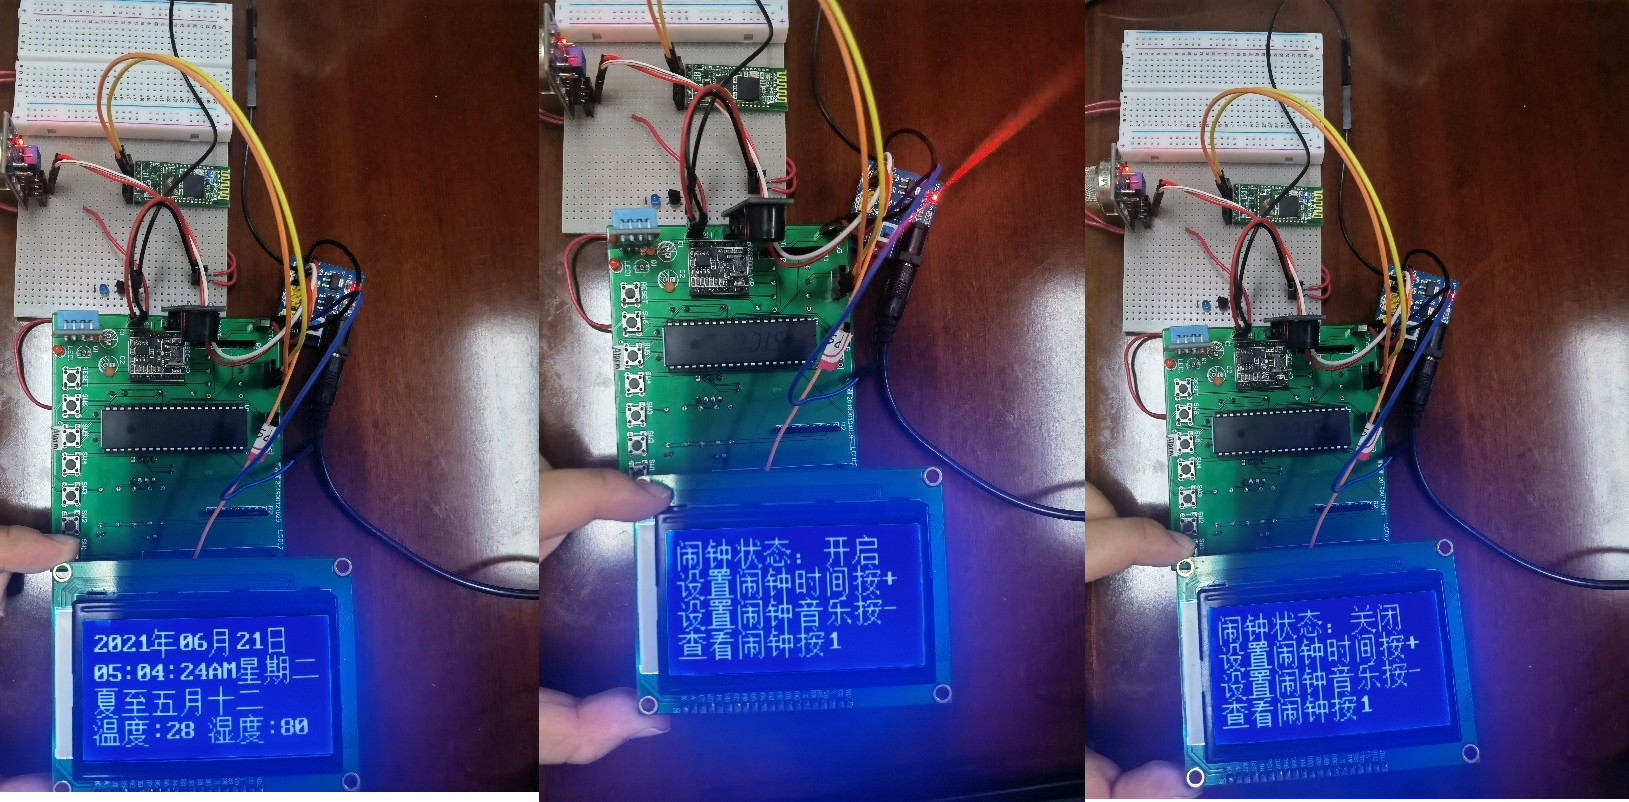 2021年06月21日
05:04:24AM星期二
夏至五月十二
温度:28 湿度:80
闹钟状态：开启
设置闹钟时间按+
设置闹钟音乐按-
查看闹钟按1
闹钟状态：关闭
设置闹钟时间按+
设置闹钟音乐按-
查看闹钟按1